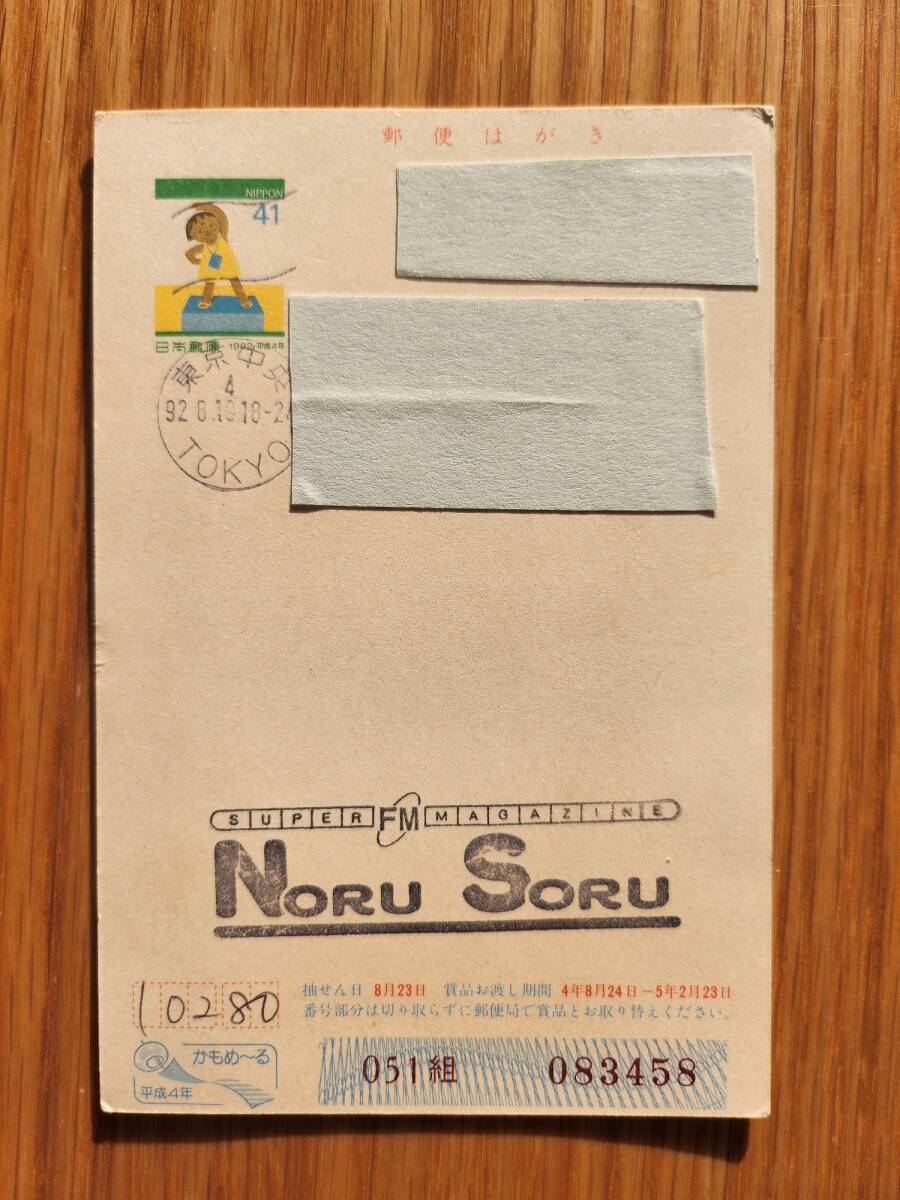 郵便はがき
NIPPON
41
日本郵便 1992 平成4年
東京中央
4
92 8.19 18-24
TOKYO
SUPER FM MAGAZINE
NORU SORU
抽せん日 8月23日 賞品お渡し期間 4年8月24日-5年2月23日
番号部分は切り取らずに郵便局で賞品とお取り替えください。
10280
かもめ〜る
平成4年
051組 083458